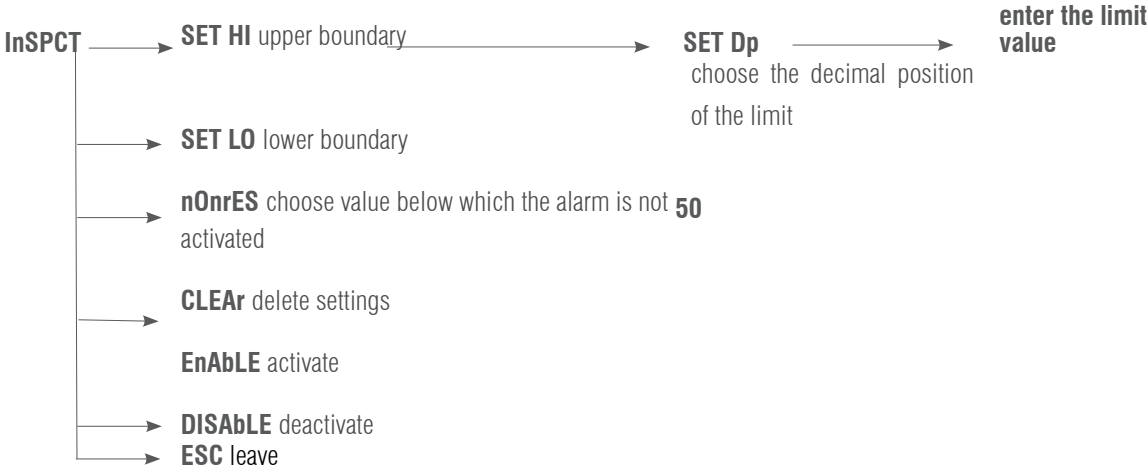 InSPCT
SET HI upper boundary
SET Dp
choose the decimal position
of the limit
enter the limit
value
SET LO lower boundary
nOnrES choose value below which the alarm is not 50
activated
CLEAr delete settings
EnAbLE activate
DISAbLE deactivate
ESC leave